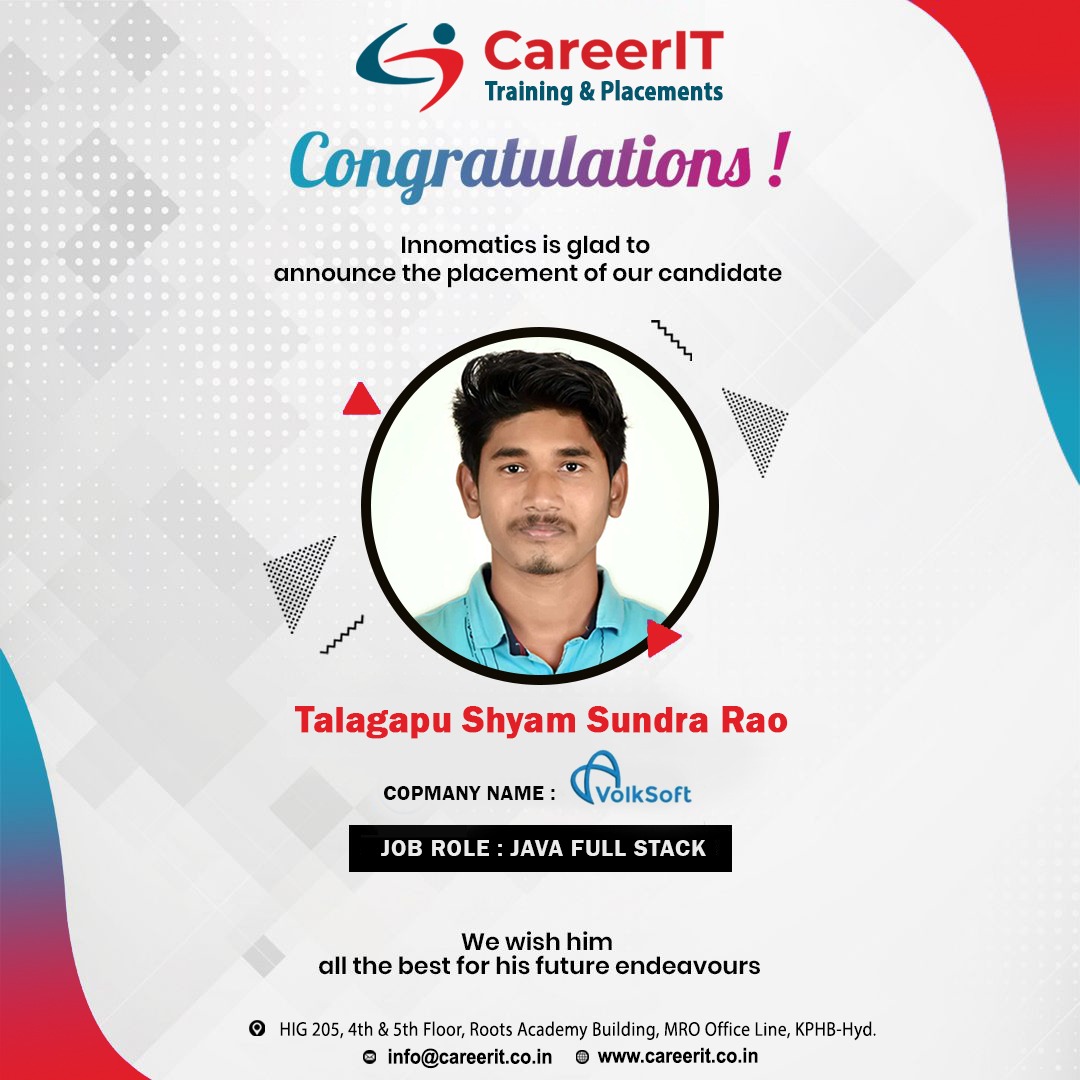 CareerIT
Training & Placements
Congratulations !
Innomatics is glad to
announce the placement of our candidate
Talagapu Shyam Sundra Rao
COPMANY NAME : VolkSoft
JOB ROLE : JAVA FULL STACK
We wish him
all the best for his future endeavours
HIG 205, 4th & 5th Floor, Roots Academy Building, MRO Office Line, KPHB-Hyd.
info@careerit.co.in www.careerit.co.in